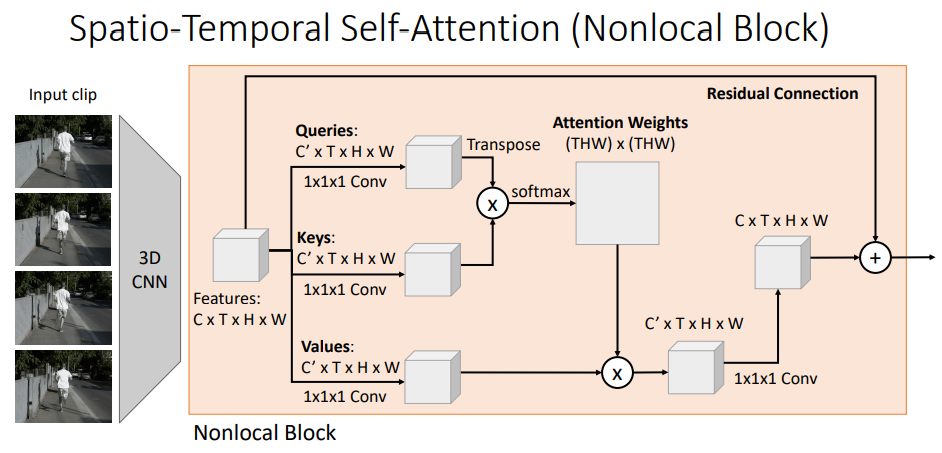 Spatio-Temporal Self-Attention (Nonlocal Block)
Input clip
3D
CNN
Features:
C x T x H x W
Queries:
C’ x T x H x W
1x1x1 Conv
Keys:
C’ x T x H x W
1x1x1 Conv
Values:
C’ x T x H x W
1x1x1 Conv
Transpose
x
softmax
Attention Weights
(THW) x (THW)
Residual Connection
x
C’ x T x H x W
1x1x1 Conv
C x T x H x W
+
Nonlocal Block